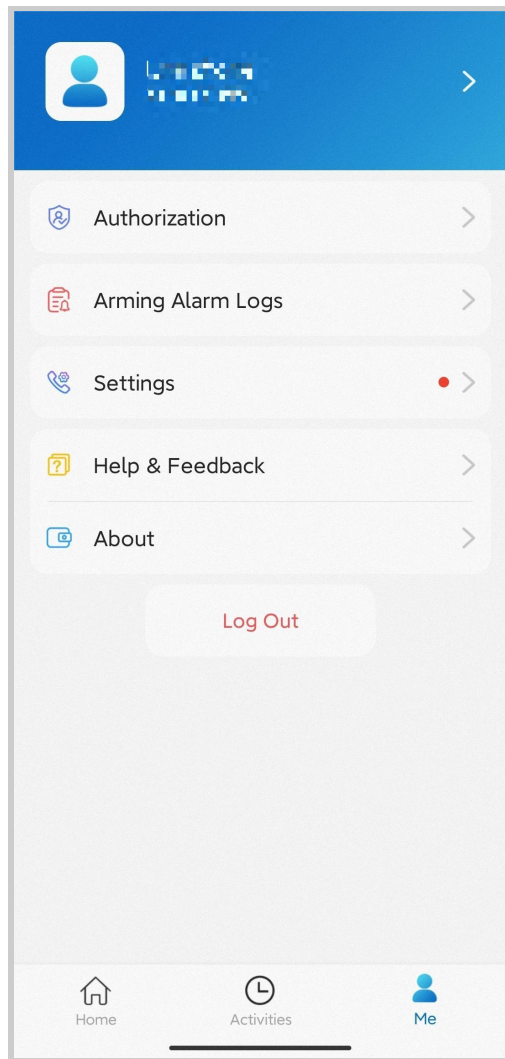 Authorization
Arming Alarm Logs
Settings
Help & Feedback
About
Log Out
Home
Activities
Me